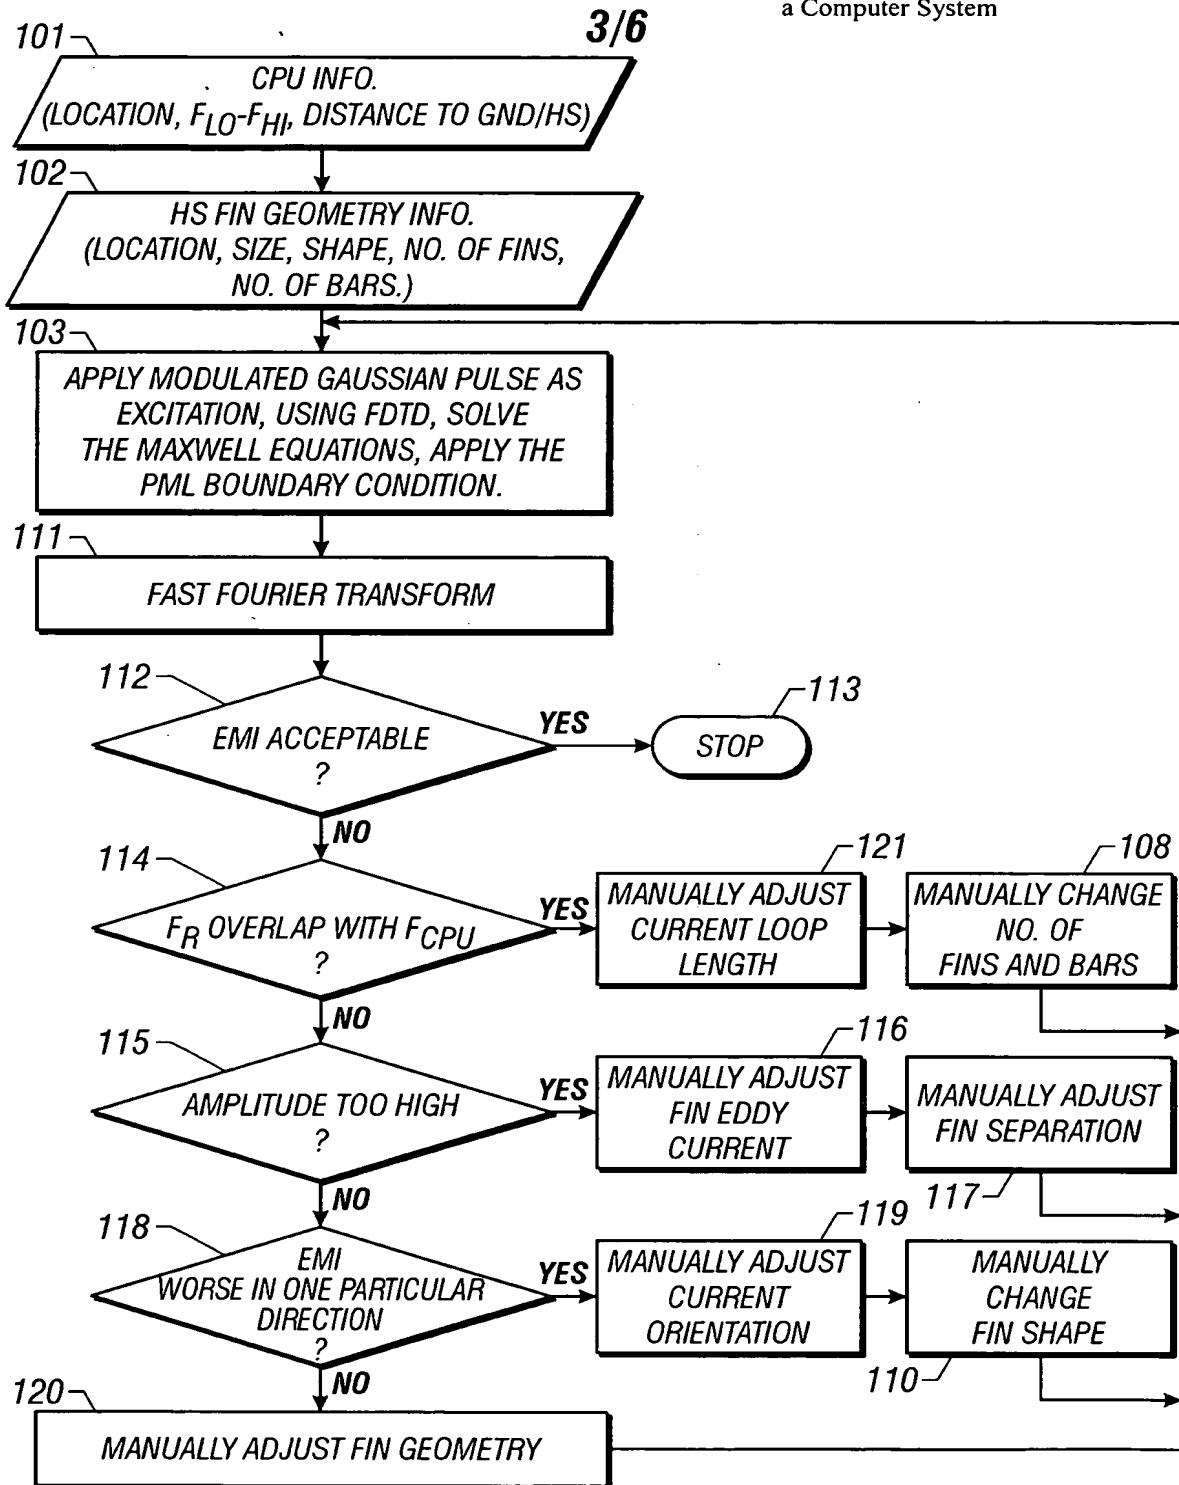 a Computer System
3/6
101
CPU INFO.
(LOCATION, FLO-FHI, DISTANCE TO GND/HS)
102
HS FIN GEOMETRY INFO.
(LOCATION, SIZE, SHAPE, NO. OF FINS,
NO. OF BARS.)
103
APPLY MODULATED GAUSSIAN PULSE AS
EXCITATION, USING FDTD, SOLVE
THE MAXWELL EQUATIONS, APPLY THE
PML BOUNDARY CONDITION.
111
FAST FOURIER TRANSFORM
112
EMI ACCEPTABLE
?
YES
113
STOP
NO
114
FR OVERLAP WITH FCPU
?
YES
121
MANUALLY ADJUST
CURRENT LOOP
LENGTH
108
MANUALLY CHANGE
NO. OF
FINS AND BARS
NO
115
AMPLITUDE TOO HIGH
?
YES
116
MANUALLY ADJUST
FIN EDDY
CURRENT
MANUALLY ADJUST
FIN SEPARATION
117
NO
118
EMI
WORSE IN ONE PARTICULAR
DIRECTION
?
YES
119
MANUALLY ADJUST
CURRENT
ORIENTATION
MANUALLY
CHANGE
FIN SHAPE
110
NO
120
MANUALLY ADJUST FIN GEOMETRY